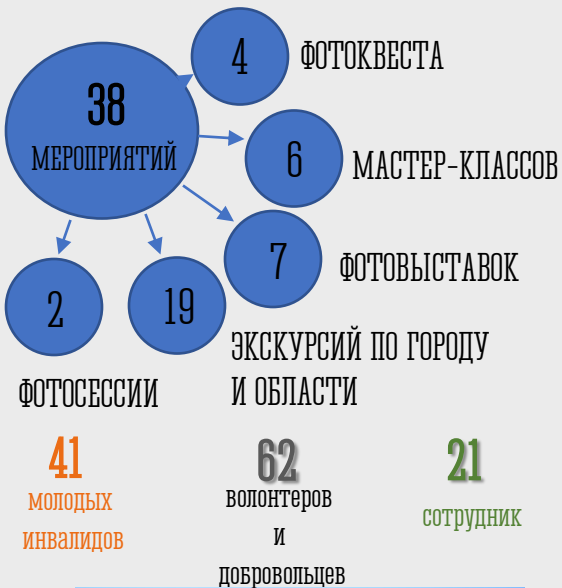 4
ФОТОКВЕСТА
38
МЕРОПРИЯТИЙ
6
МАСТЕР-КЛАССОВ
7
ФОТОВЫСТАВОК
2
ФОТОСЕССИИ
19
ЭКСКУРСИЙ ПО ГОРОДУ
И ОБЛАСТИ
41
молодых
инвалидов
62
волонтеров
и
добровольцев
21
сотрудник